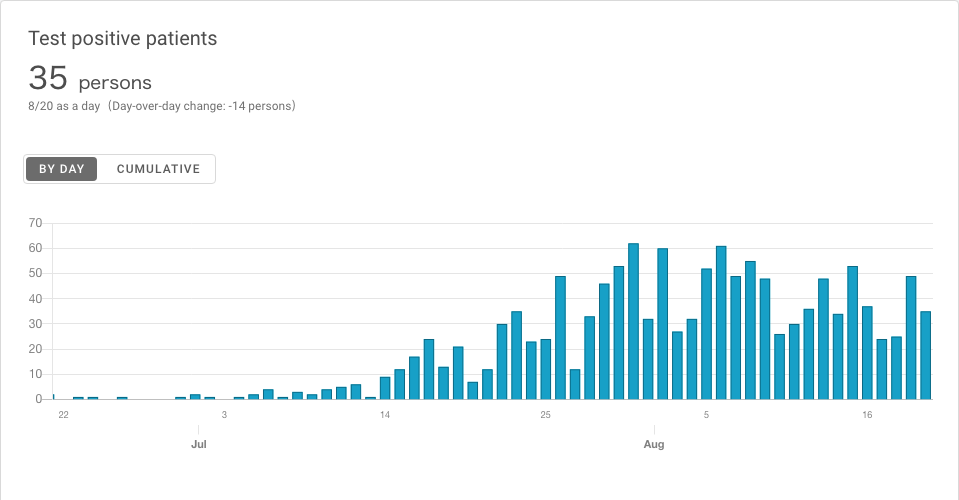 Test positive patients
35 persons
8/20 as a day（Day-over-day change: -14 persons）
BY DAY CUMULATIVE
70
60
50
40
30
20
10
0
22 3 14 25 5 16
Jul Aug